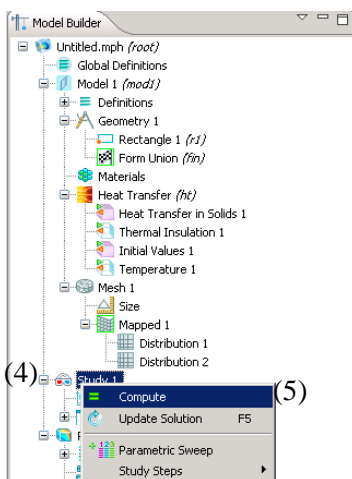 Model Builder
Untitled.mph (root)
Global Definitions
Model 1 (mod1)
Definitions
Geometry 1
Rectangle 1 (r1)
Form Union (fin)
Materials
Heat Transfer (ht)
Heat Transfer in Solids 1
Thermal Insulation 1
Initial Values 1
Temperature 1
Mesh 1
Size
Mapped 1
Distribution 1
Distribution 2
(4) Study 1
Compute (5)
Update Solution F5
Parametric Sweep
Study Steps